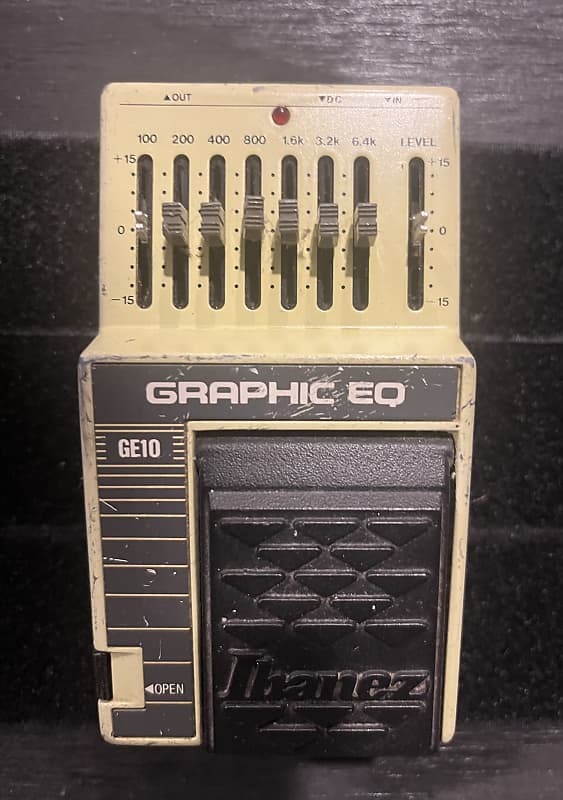 ▲OUT ▼DC ▼IN
100 200 400 800 1.6k 3.2k 6.4k LEVEL
+15 +15
0 0
−15 −15
GRAPHIC EQ
GE10
◀OPEN
Ibanez